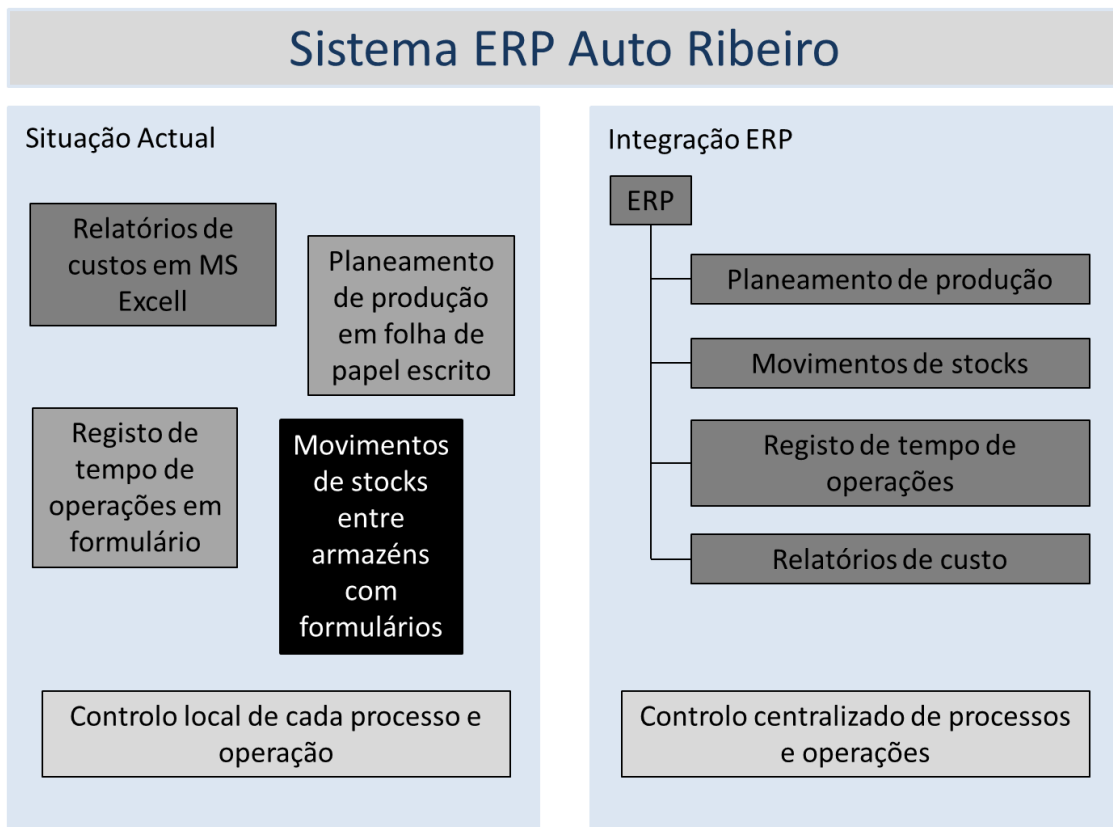 Sistema ERP Auto Ribeiro
Situação Actual
Relatórios de
custos em MS
Excell
Planeamento
de produção
em folha de
papel escrito
Registo de
tempo de
operações em
formulário
Movimentos
de stocks
entre
armazéns
com
formulários
Controlo local de cada processo e
operação
Integração ERP
ERP
Planeamento de produção
Movimentos de stocks
Registo de tempo de
operações
Relatórios de custo
Controlo centralizado de processos
e operações